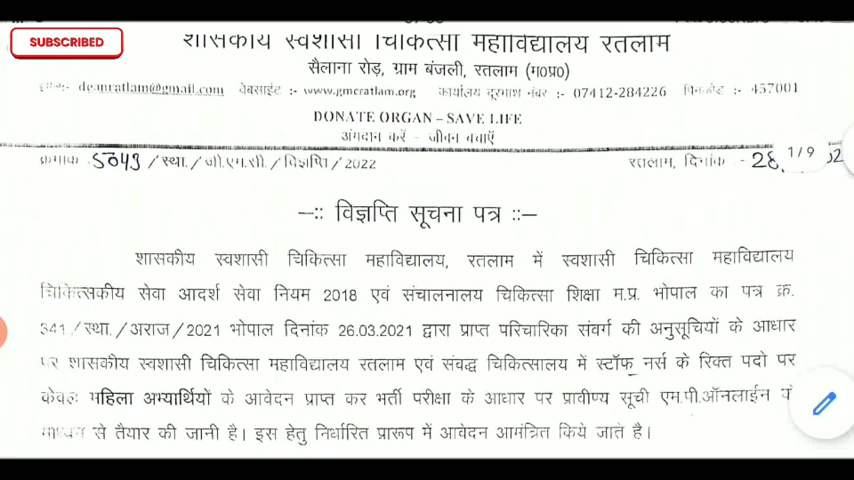 SUBSCRIBED
शासकीय स्वशासी चिकित्सा महाविद्यालय रतलाम
सैलाना रोड़, ग्राम बंजली, रतलाम (म०प्र०)
deanratlam@gmail.com वेबसाईट :- www.gmcratlam.org कार्यालय दूरभाष नंबर :- 07412-284226 पिनकोड :- 457001
DONATE ORGAN – SAVE LIFE
अंगदान करें - जीवन बचाएँ
क्रमांक 5043/स्था./जी.एम.सी./विज्ञप्ति/2022 रतलाम, दिनांक - 28
1/9
–:: विज्ञप्ति सूचना पत्र ::–
शासकीय स्वशासी चिकित्सा महाविद्यालय, रतलाम में स्वशासी चिकित्सा महाविद्यालय
चिकित्सकीय सेवा आदर्श सेवा नियम 2018 एवं संचालनालय चिकित्सा शिक्षा म.प्र. भोपाल का पत्र क्र.
341/स्था./अराज/2021 भोपाल दिनांक 26.03.2021 द्वारा प्राप्त परिचारिका संवर्ग की अनुसूचियों के आधार
पर शासकीय स्वशासी चिकित्सा महाविद्यालय रतलाम एवं संवद्ध चिकित्सालय में स्टॉफ नर्स के रिक्त पदो पर
केवल महिला अभ्यार्थियों के आवेदन प्राप्त कर भर्ती परीक्षा के आधार पर प्रावीण्य सूची एम.पी.ऑनलाईन के
माध्यम से तैयार की जानी है। इस हेतु निर्धारित प्रारूप में आवेदन आमंत्रित किये जाते है।